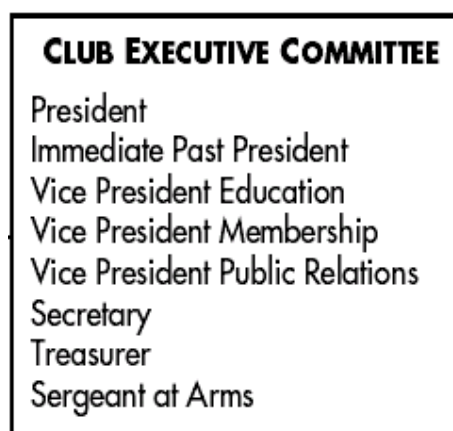 CLUB EXECUTIVE COMMITTEE
President
Immediate Past President
Vice President Education
Vice President Membership
Vice President Public Relations
Secretary
Treasurer
Sergeant at Arms